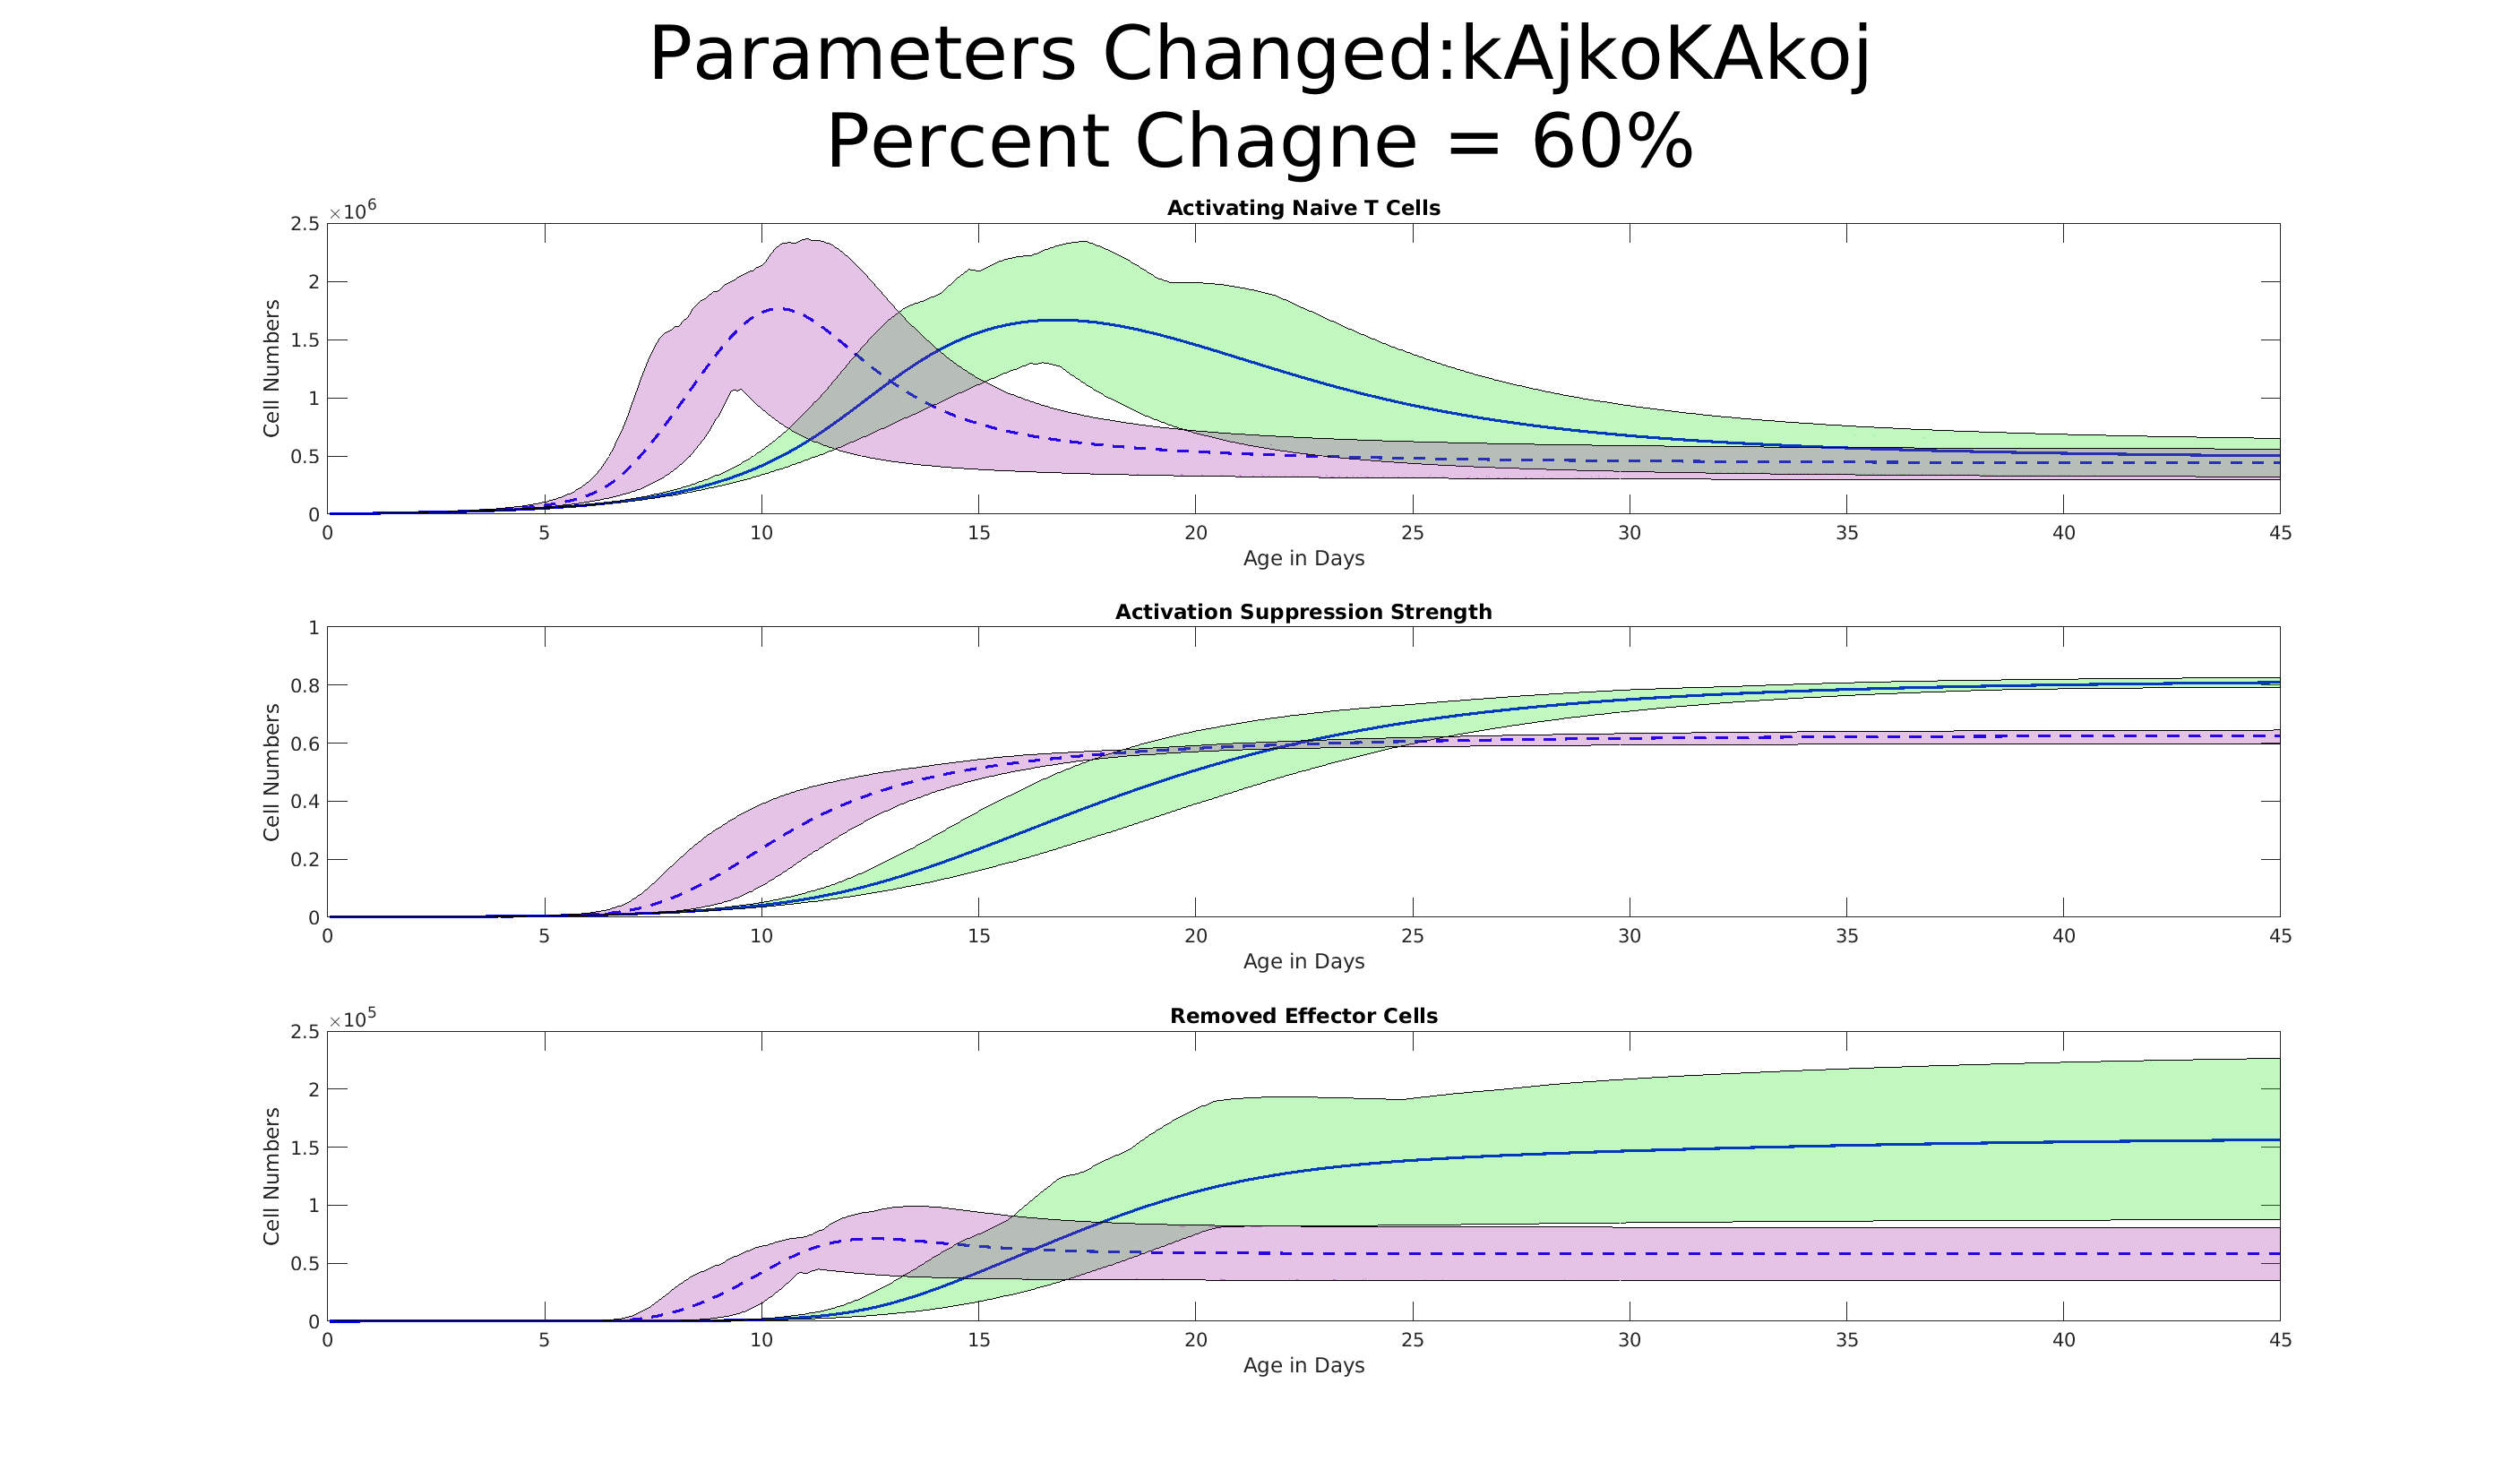 Parameters Changed:kAjkoKAkoj
Percent Chagne = 60%
Activating Naive T Cells
×10^6
2.5
2
1.5
1
0.5
0
Cell Numbers
0 5 10 15 20 25 30 35 40 45
Age in Days
Activation Suppression Strength
1
0.8
0.6
0.4
0.2
0
Cell Numbers
0 5 10 15 20 25 30 35 40 45
Age in Days
Removed Effector Cells
×10^5
2.5
2
1.5
1
0.5
0
Cell Numbers
0 5 10 15 20 25 30 35 40 45
Age in Days